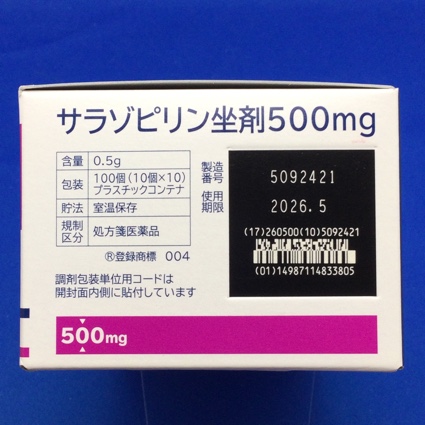 サラゾピリン坐剤500mg
含量 0.5g
包装 100個(10個×10)
プラスチックコンテナ
貯法 室温保存
規制区分 処方箋医薬品
®登録商標 004
調剤包装単位用コードは
開封面内側に貼付しています
製造番号 5092421
使用期限 2026.5
(17)260500(10)5092421
(01)14987114833805
500mg